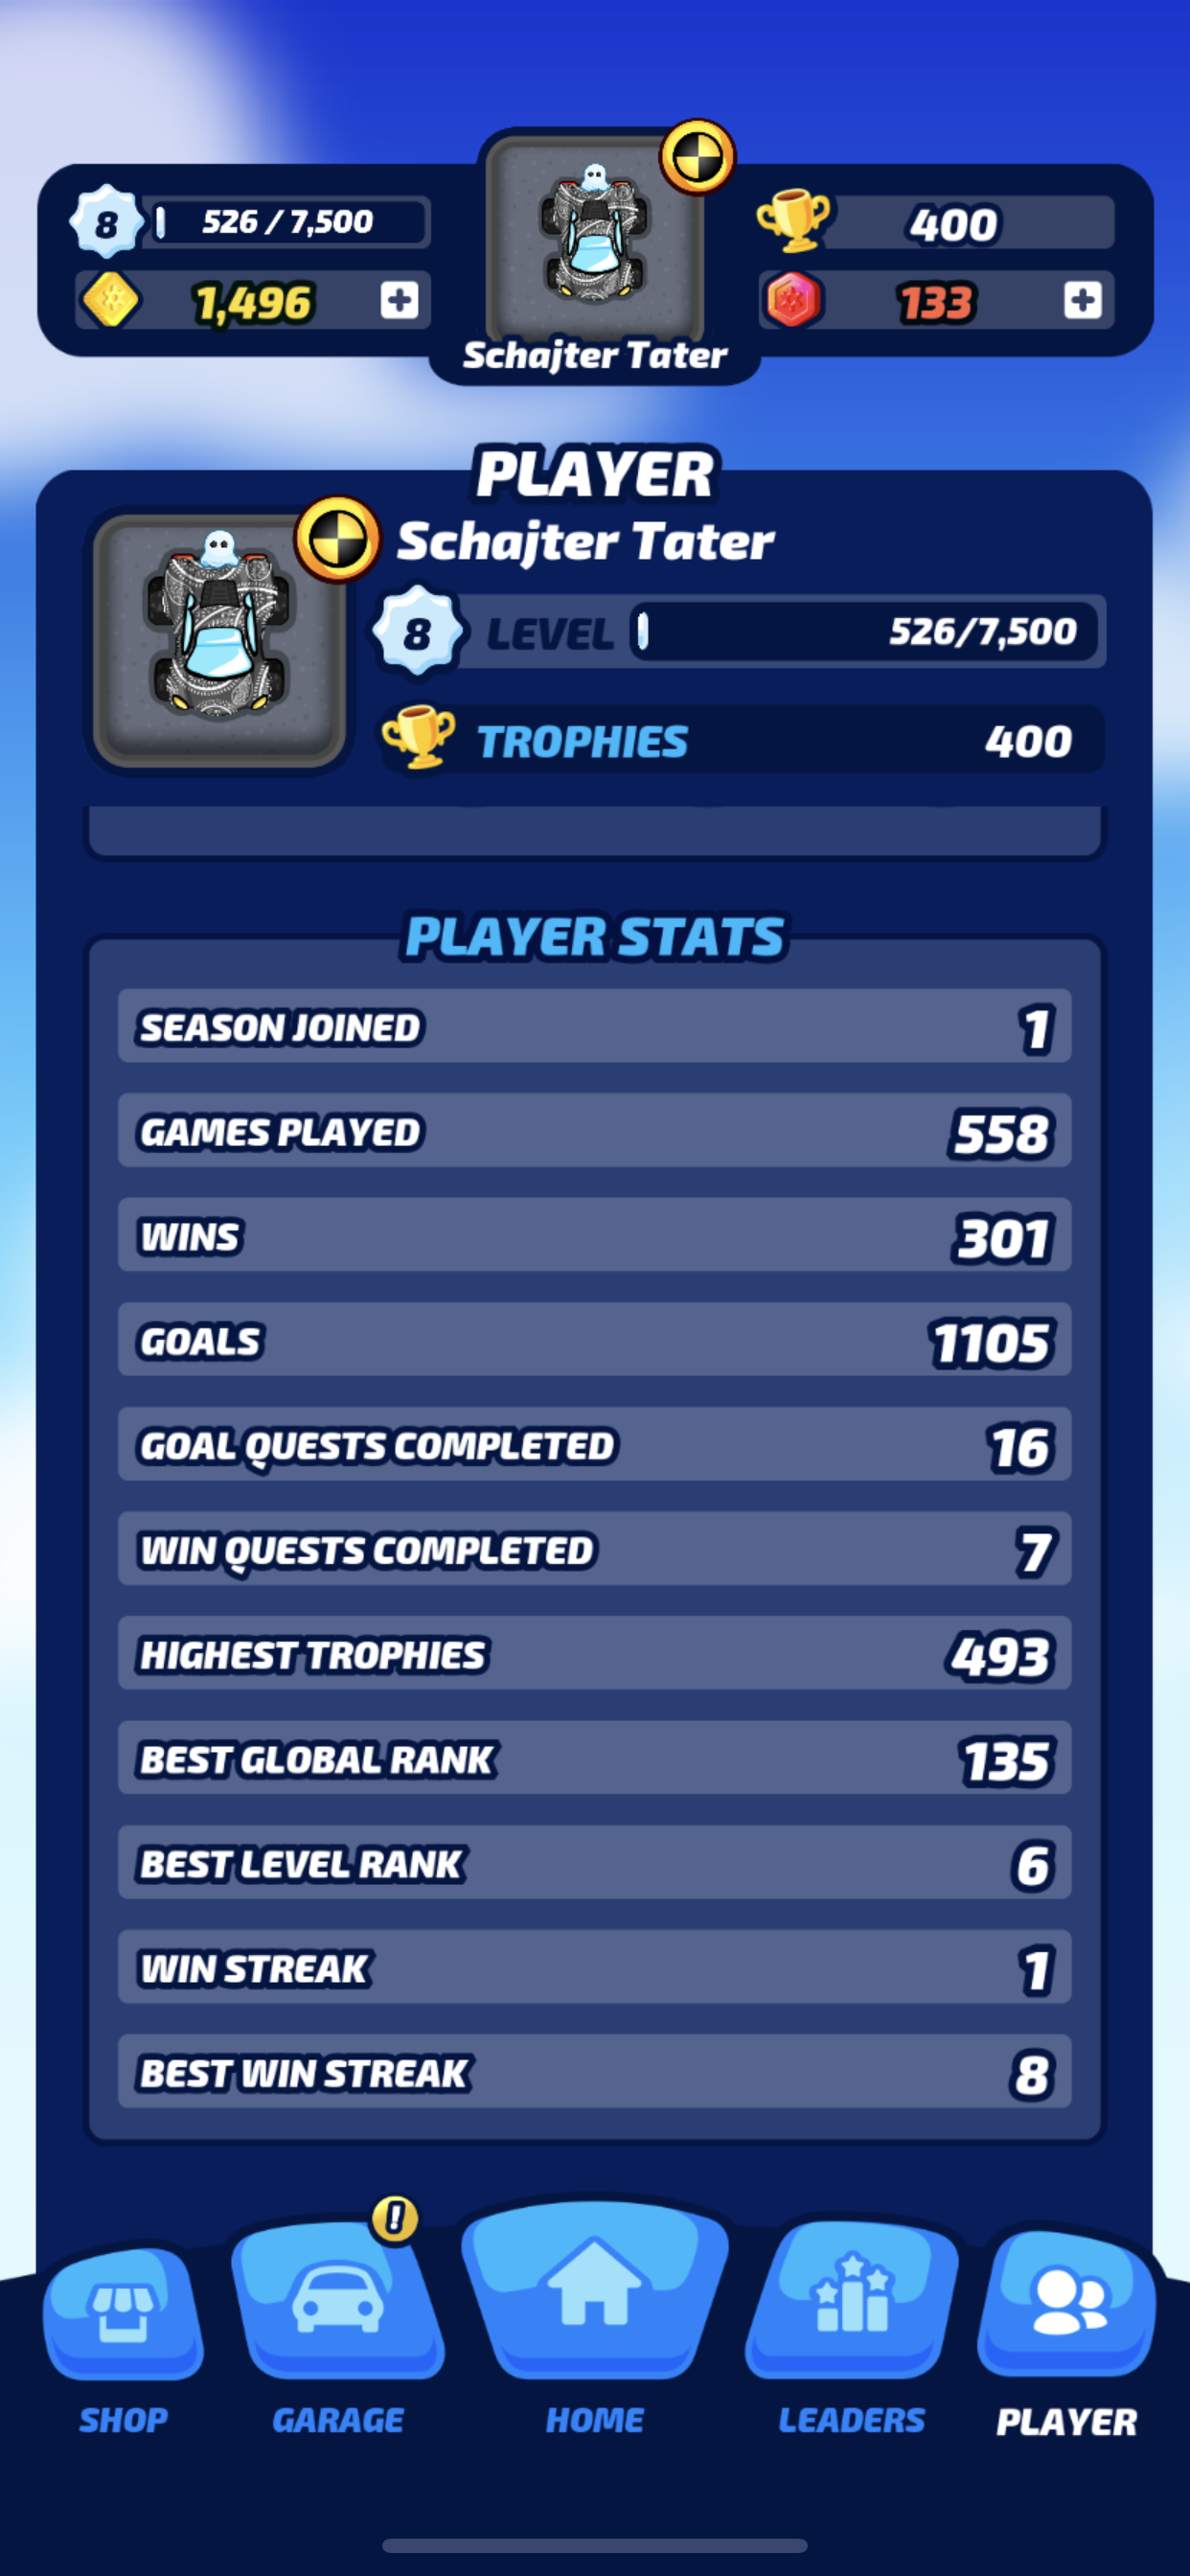 8 526 / 7,500 400
1,496 133
Schajter Tater
PLAYER
Schajter Tater
8 LEVEL 526/7,500
TROPHIES 400
PLAYER STATS
SEASON JOINED 1
GAMES PLAYED 558
WINS 301
GOALS 1105
GOAL QUESTS COMPLETED 16
WIN QUESTS COMPLETED 7
HIGHEST TROPHIES 493
BEST GLOBAL RANK 135
BEST LEVEL RANK 6
WIN STREAK 1
BEST WIN STREAK 8
!
SHOP GARAGE HOME LEADERS PLAYER